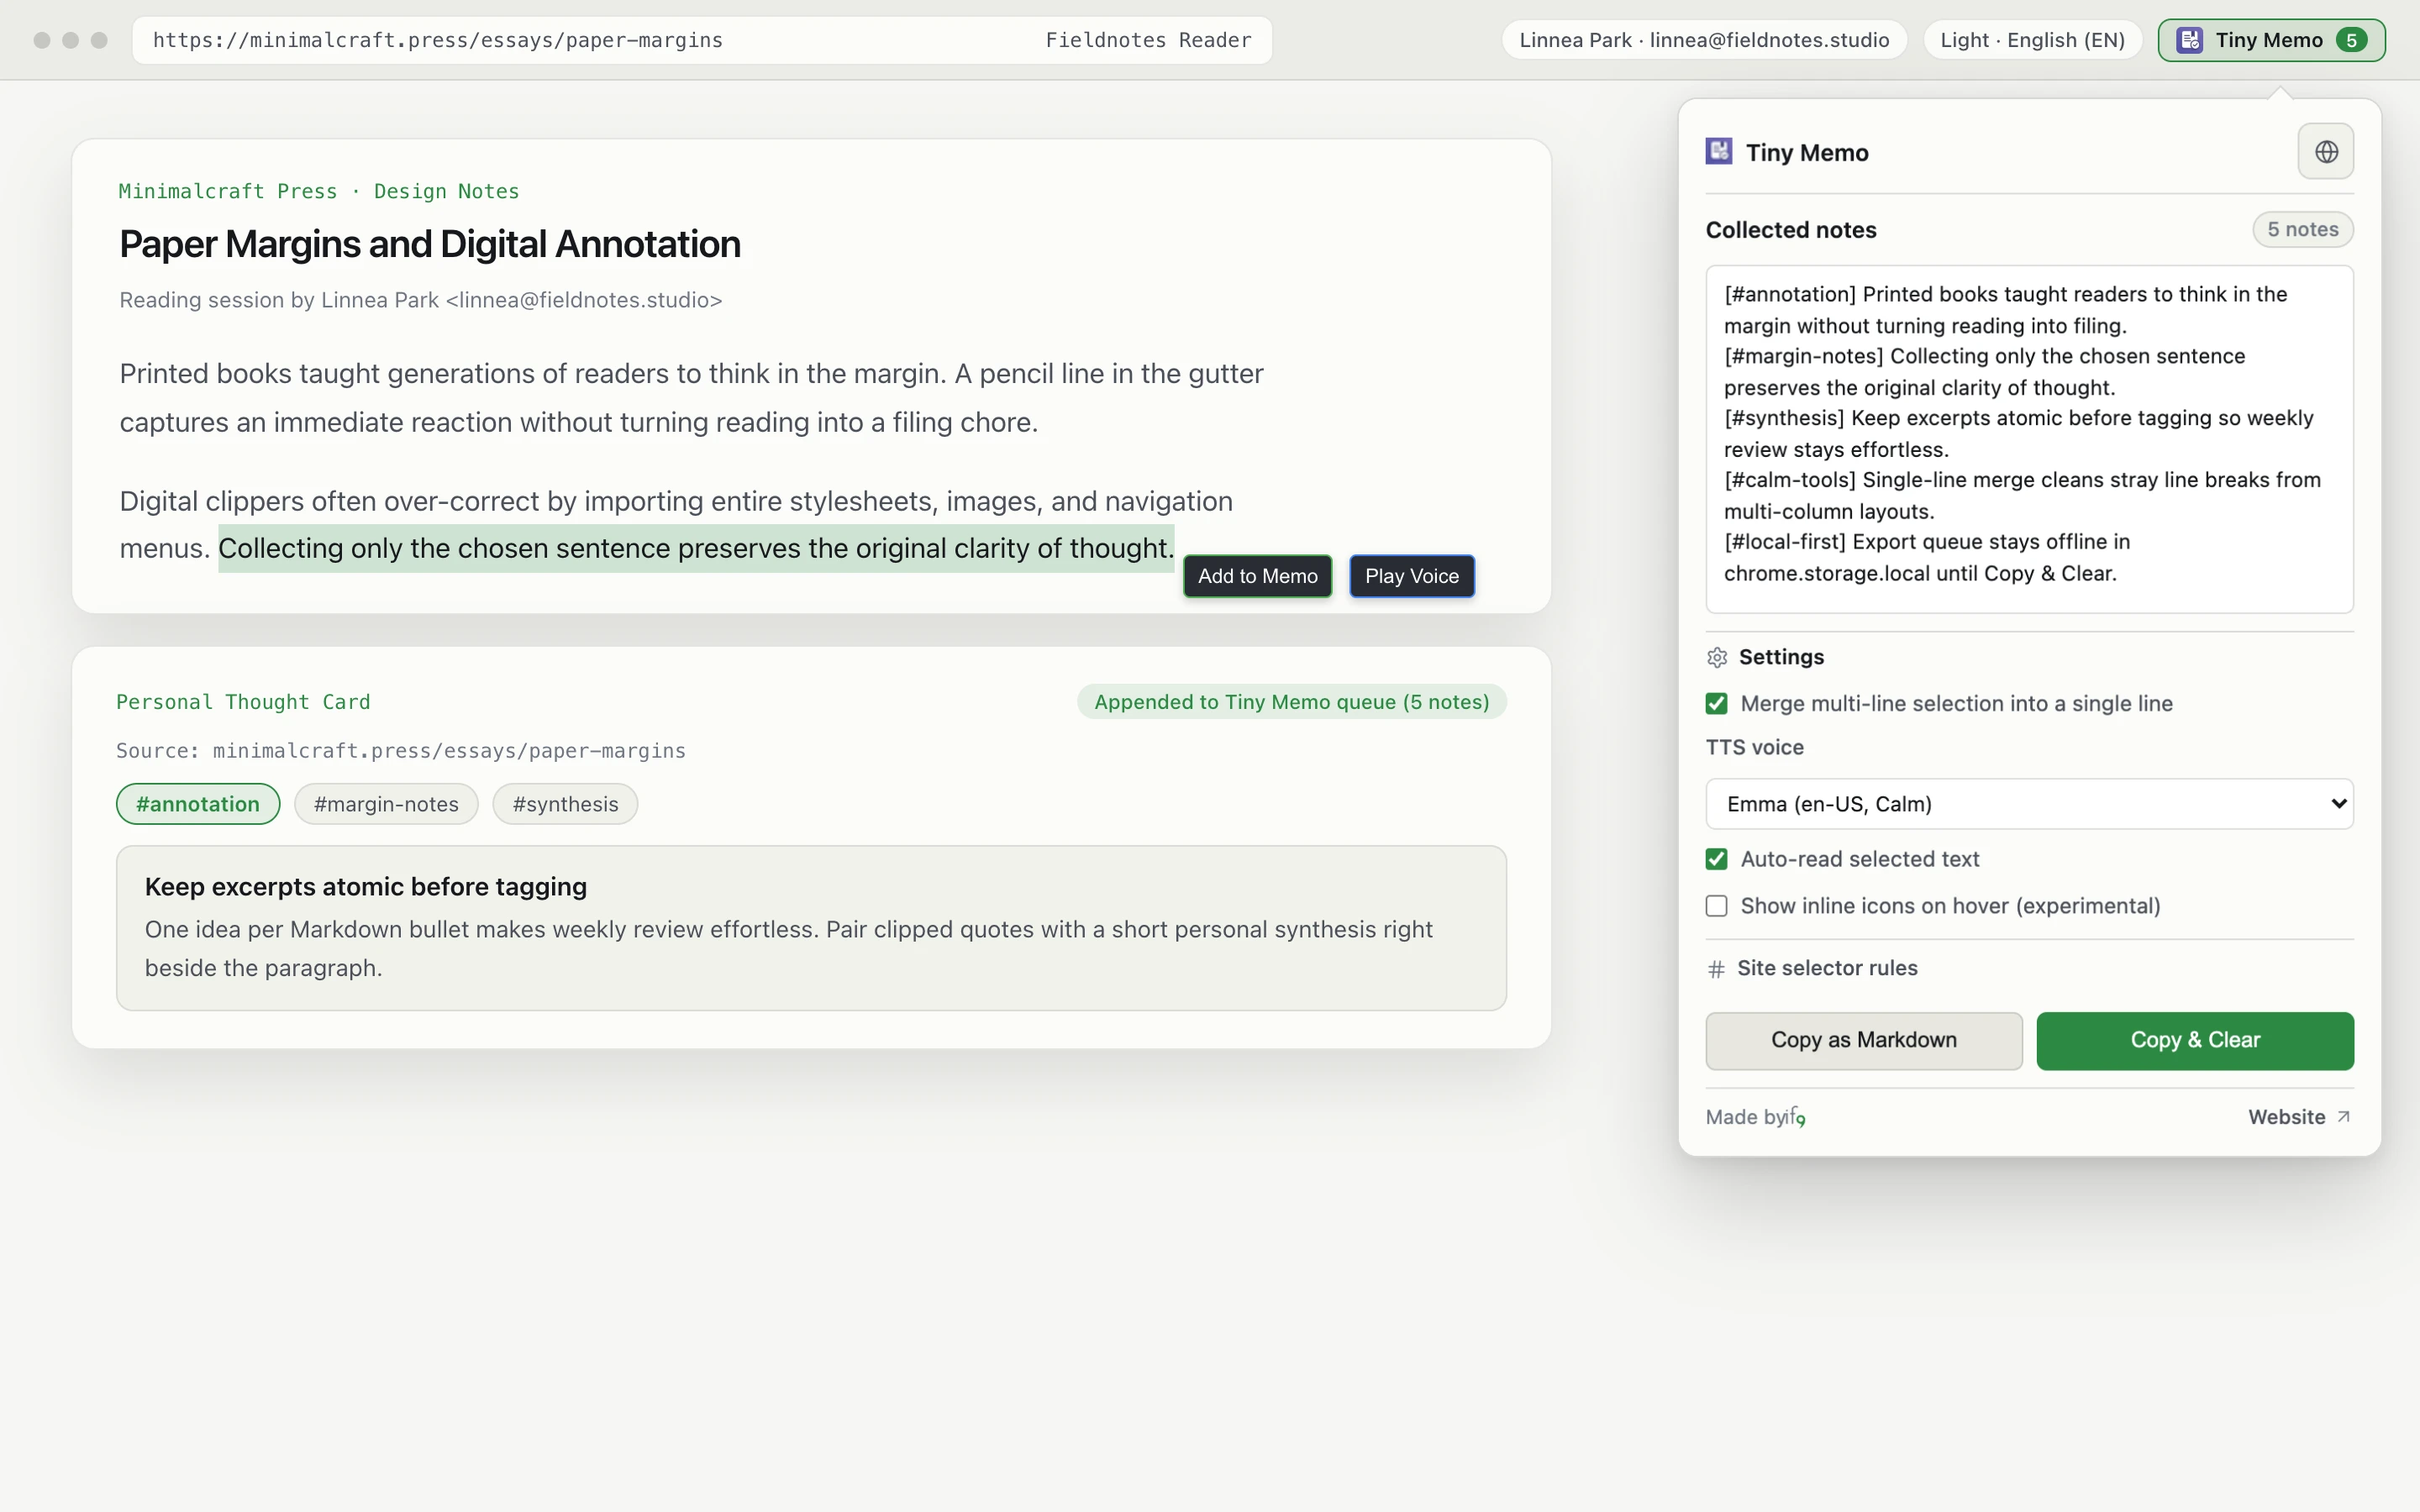 https://minimalcraft.press/essays/paper-margins
Fieldnotes Reader
Linnea Park · linnea@fieldnotes.studio
Light · English (EN)
Tiny Memo 5
Minimalcraft Press · Design Notes
Paper Margins and Digital Annotation
Reading session by Linnea Park <linnea@fieldnotes.studio>
Printed books taught generations of readers to think in the margin. A pencil line in the gutter
captures an immediate reaction without turning reading into a filing chore.
Digital clippers often over-correct by importing entire stylesheets, images, and navigation
menus. Collecting only the chosen sentence preserves the original clarity of thought.
Add to Memo
Play Voice
Personal Thought Card
Appended to Tiny Memo queue (5 notes)
Source: minimalcraft.press/essays/paper-margins
#annotation
#margin-notes
#synthesis
Keep excerpts atomic before tagging
One idea per Markdown bullet makes weekly review effortless. Pair clipped quotes with a short personal synthesis right
beside the paragraph.
Tiny Memo
Collected notes
5 notes
[#annotation] Printed books taught readers to think in the
margin without turning reading into filing.
[#margin-notes] Collecting only the chosen sentence
preserves the original clarity of thought.
[#synthesis] Keep excerpts atomic before tagging so weekly
review stays effortless.
[#calm-tools] Single-line merge cleans stray line breaks from
multi-column layouts.
[#local-first] Export queue stays offline in
chrome.storage.local until Copy & Clear.
Settings
Merge multi-line selection into a single line
TTS voice
Emma (en-US, Calm)
Auto-read selected text
Show inline icons on hover (experimental)
# Site selector rules
Copy as Markdown
Copy & Clear
Made by if9
Website